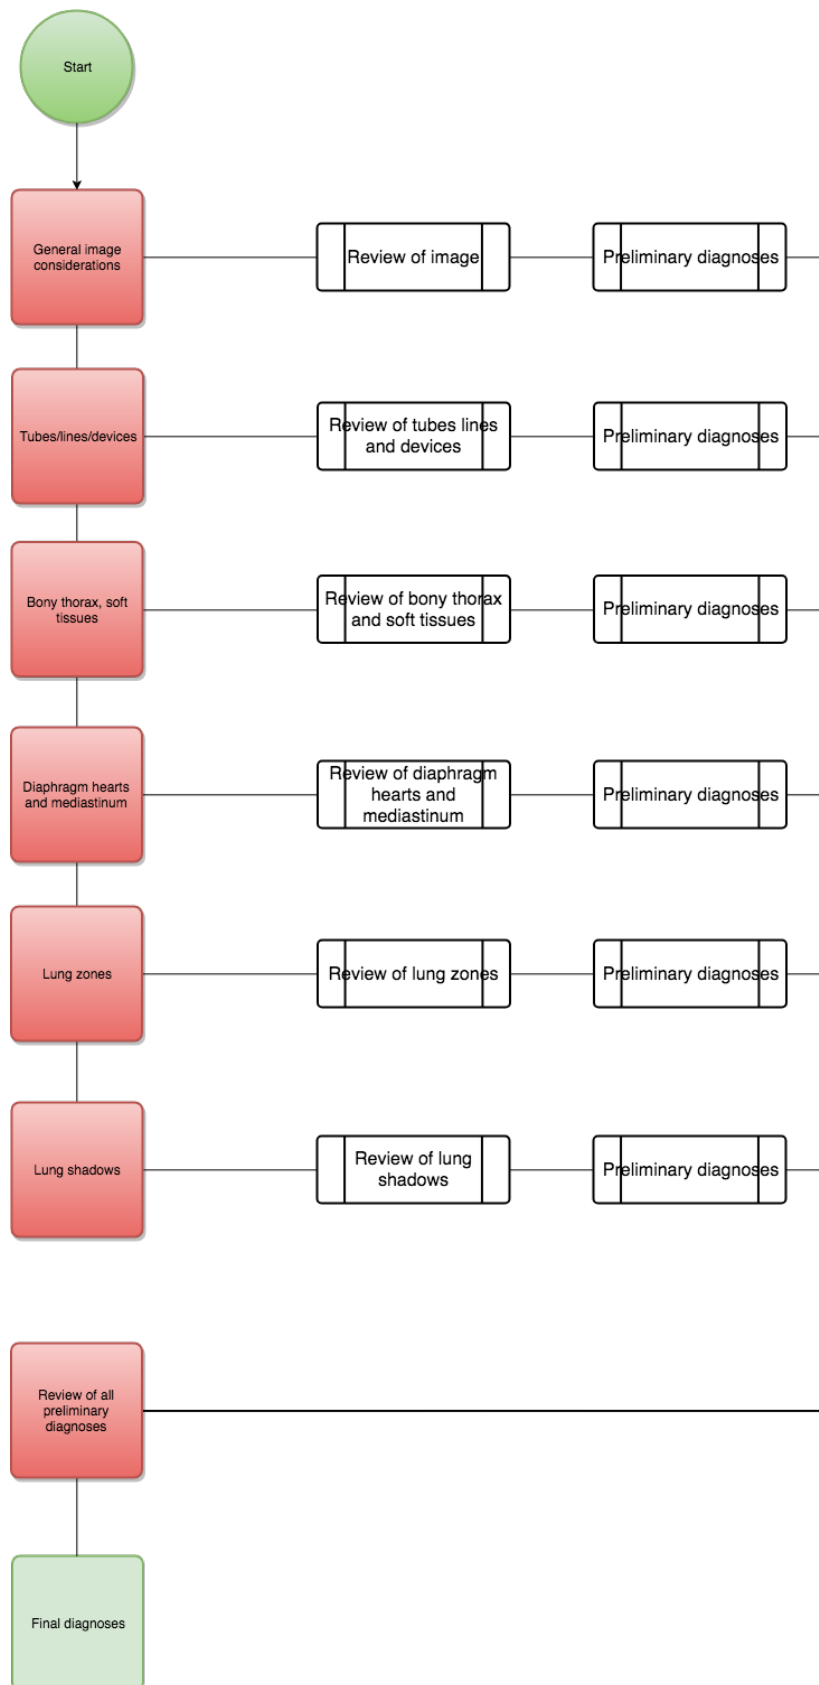 Start
General image
considerations
Review of image
Preliminary diagnoses
Tubes/lines/devices
Review of tubes lines
and devices
Preliminary diagnoses
Bony thorax, soft
tissues
Review of bony thorax
and soft tissues
Preliminary diagnoses
Diaphragm hearts
and mediastinum
Review of diaphragm
hearts and
mediastinum
Preliminary diagnoses
Lung zones
Review of lung zones
Preliminary diagnoses
Lung shadows
Review of lung
shadows
Preliminary diagnoses
Review of all
preliminary
diagnoses
Final diagnoses